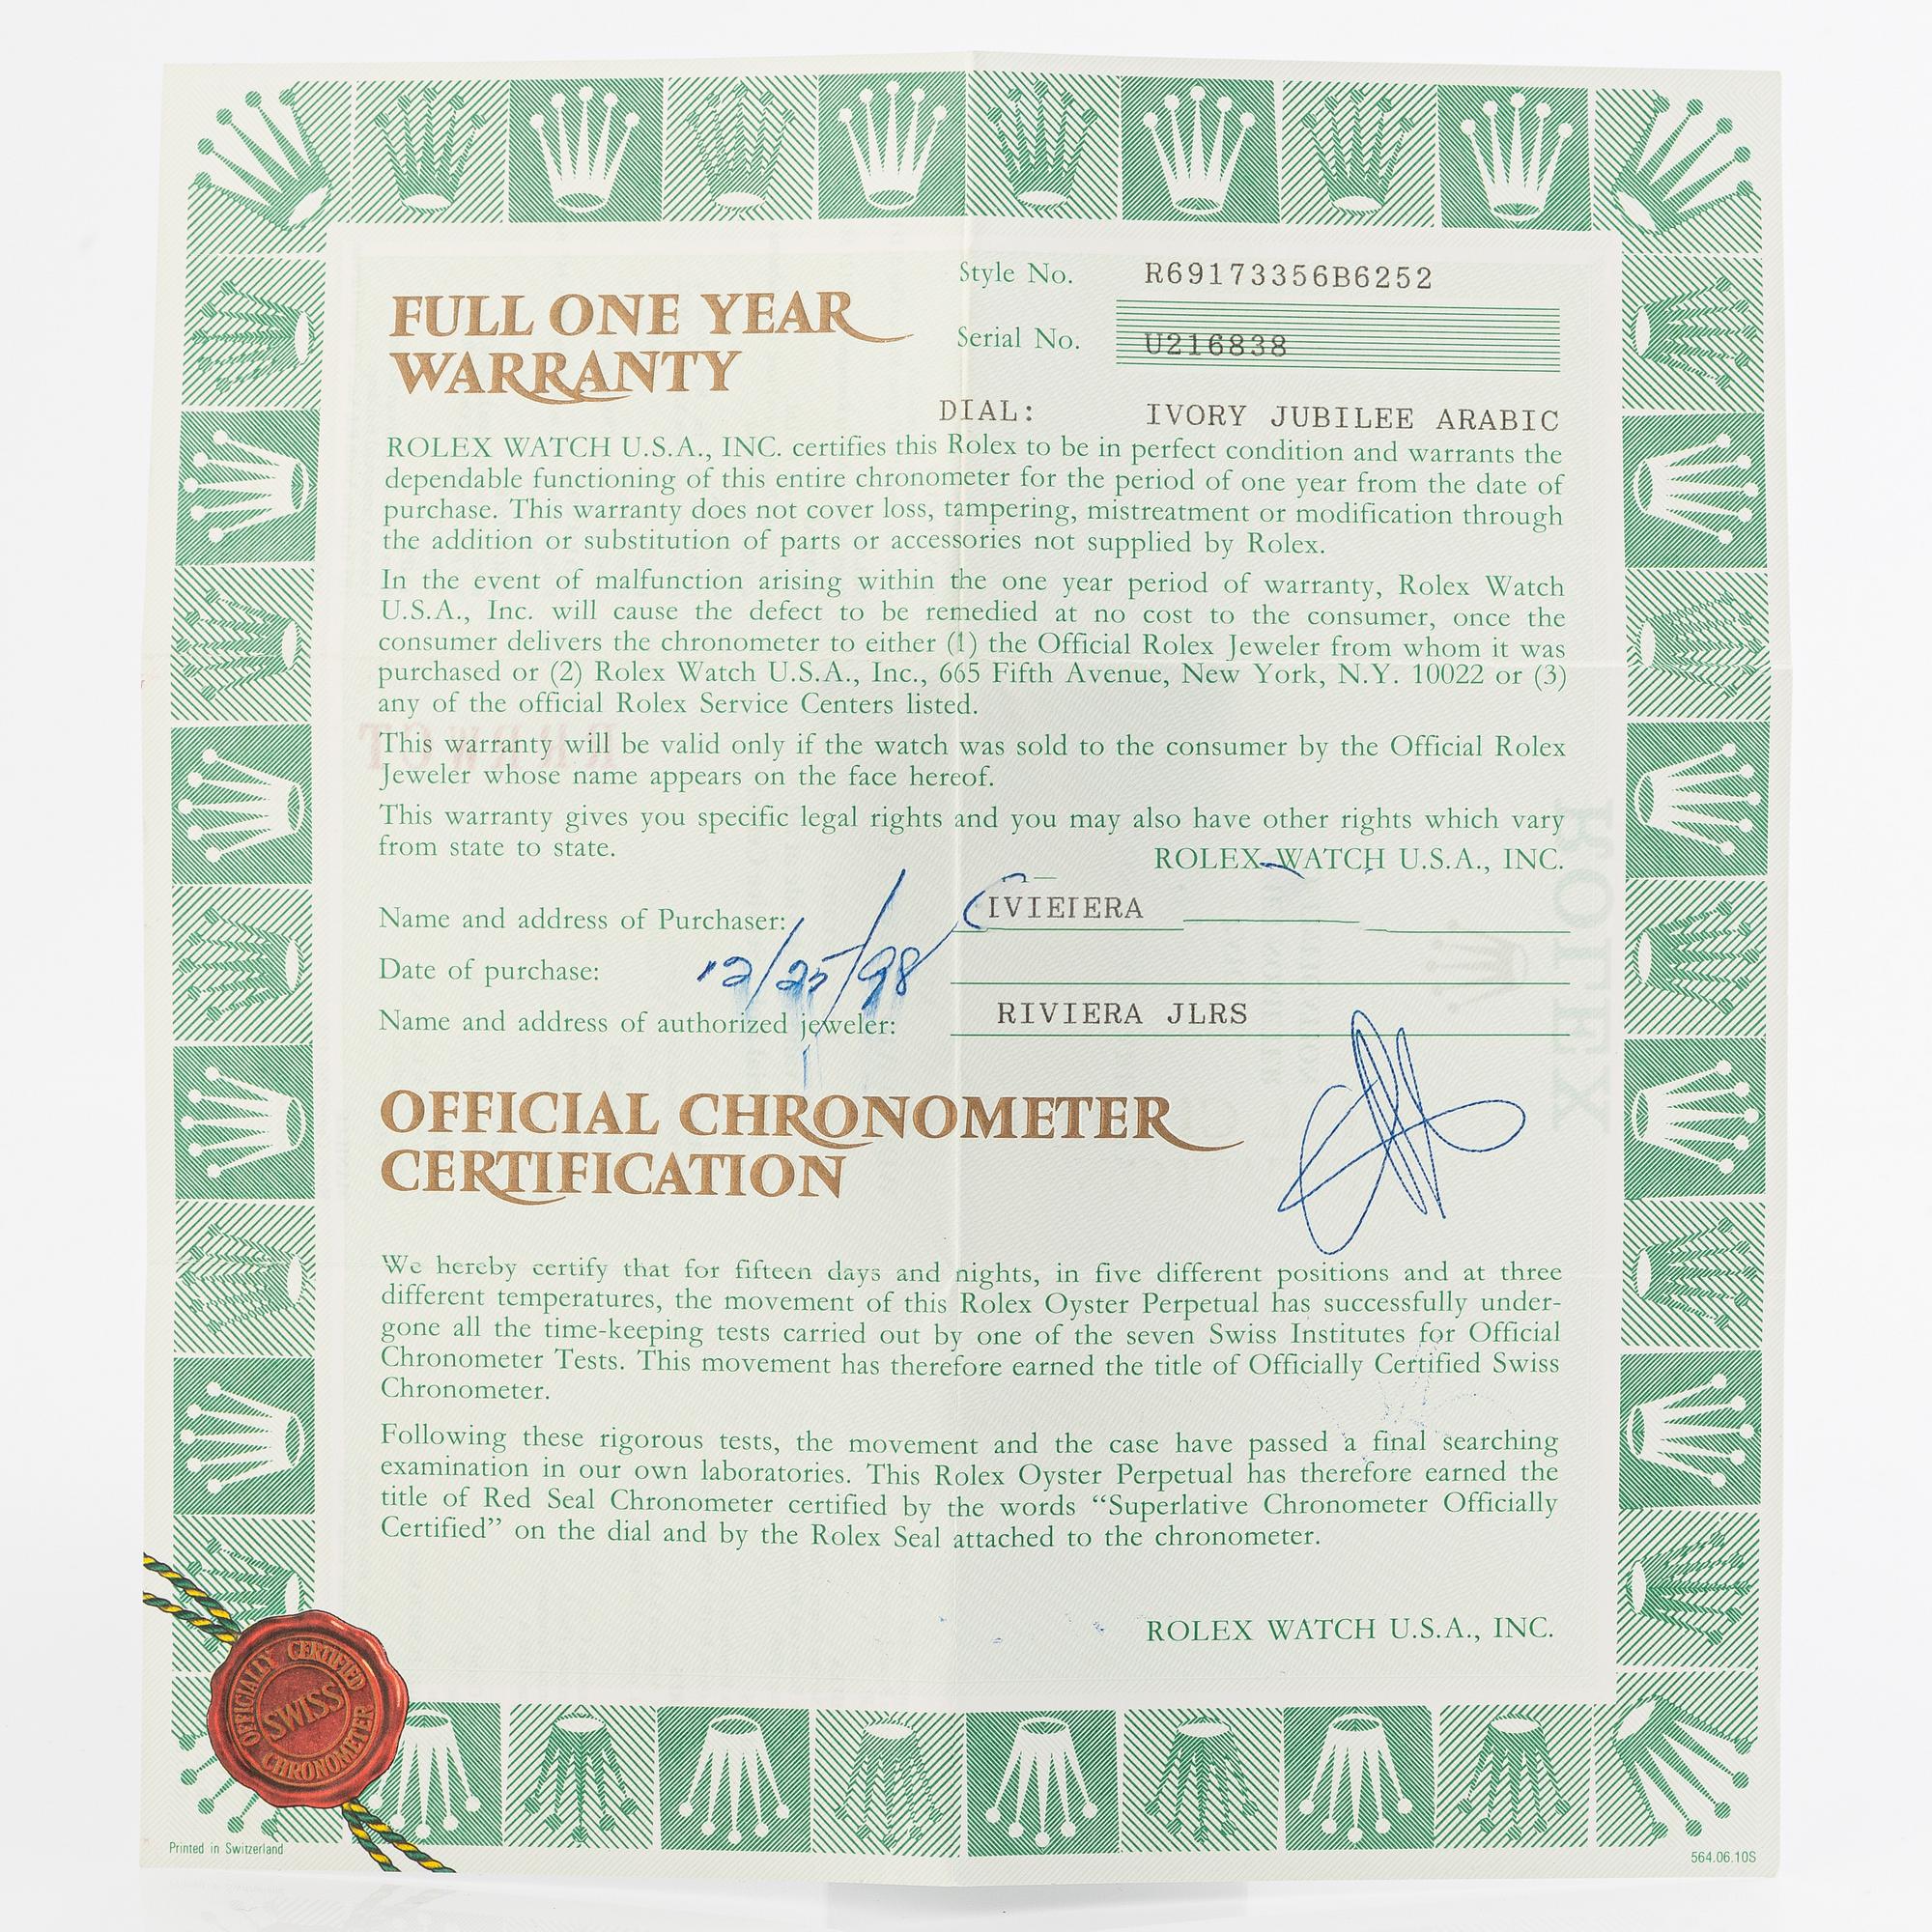 FULL ONE YEAR
WARRANTY
Style No. R69173356B6252
Serial No. U216838
DIAL: IVORY JUBILEE ARABIC
ROLEX WATCH U.S.A., INC. certifies this Rolex to be in perfect condition and warrants the
dependable functioning of this entire chronometer for the period of one year from the date of
purchase. This warranty does not cover loss, tampering, mistreatment or modification through
the addition or substitution of parts or accessories not supplied by Rolex.
In the event of malfunction arising within the one year period of warranty, Rolex Watch
U.S.A., Inc. will cause the defect to be remedied at no cost to the consumer, once the
consumer delivers the chronometer to either (1) the Official Rolex Jeweler from whom it was
purchased or (2) Rolex Watch U.S.A., Inc., 665 Fifth Avenue, New York, N.Y. 10022 or (3)
any of the official Rolex Service Centers listed.
This warranty will be valid only if the watch was sold to the consumer by the Official Rolex
Jeweler whose name appears on the face hereof.
This warranty gives you specific legal rights and you may also have other rights which vary
from state to state.
ROLEX WATCH U.S.A., INC.
Name and address of Purchaser: IVIEIERA
Date of purchase: 12/25/98
Name and address of authorized jeweler: RIVIERA JLRS
OFFICIAL CHRONOMETER
CERTIFICATION
We hereby certify that for fifteen days and nights, in five different positions and at three
different temperatures, the movement of this Rolex Oyster Perpetual has successfully under-
gone all the time-keeping tests carried out by one of the seven Swiss Institutes for Official
Chronometer Tests. This movement has therefore earned the title of Officially Certified Swiss
Chronometer.
Following these rigorous tests, the movement and the case have passed a final searching
examination in our own laboratories. This Rolex Oyster Perpetual has therefore earned the
title of Red Seal Chronometer certified by the words “Superlative Chronometer Officially
Certified” on the dial and by the Rolex Seal attached to the chronometer.
ROLEX WATCH U.S.A., INC.
OFFICIALLY CERTIFIED
SWISS
CHRONOMETER
Printed in Switzerland
564.06.10S